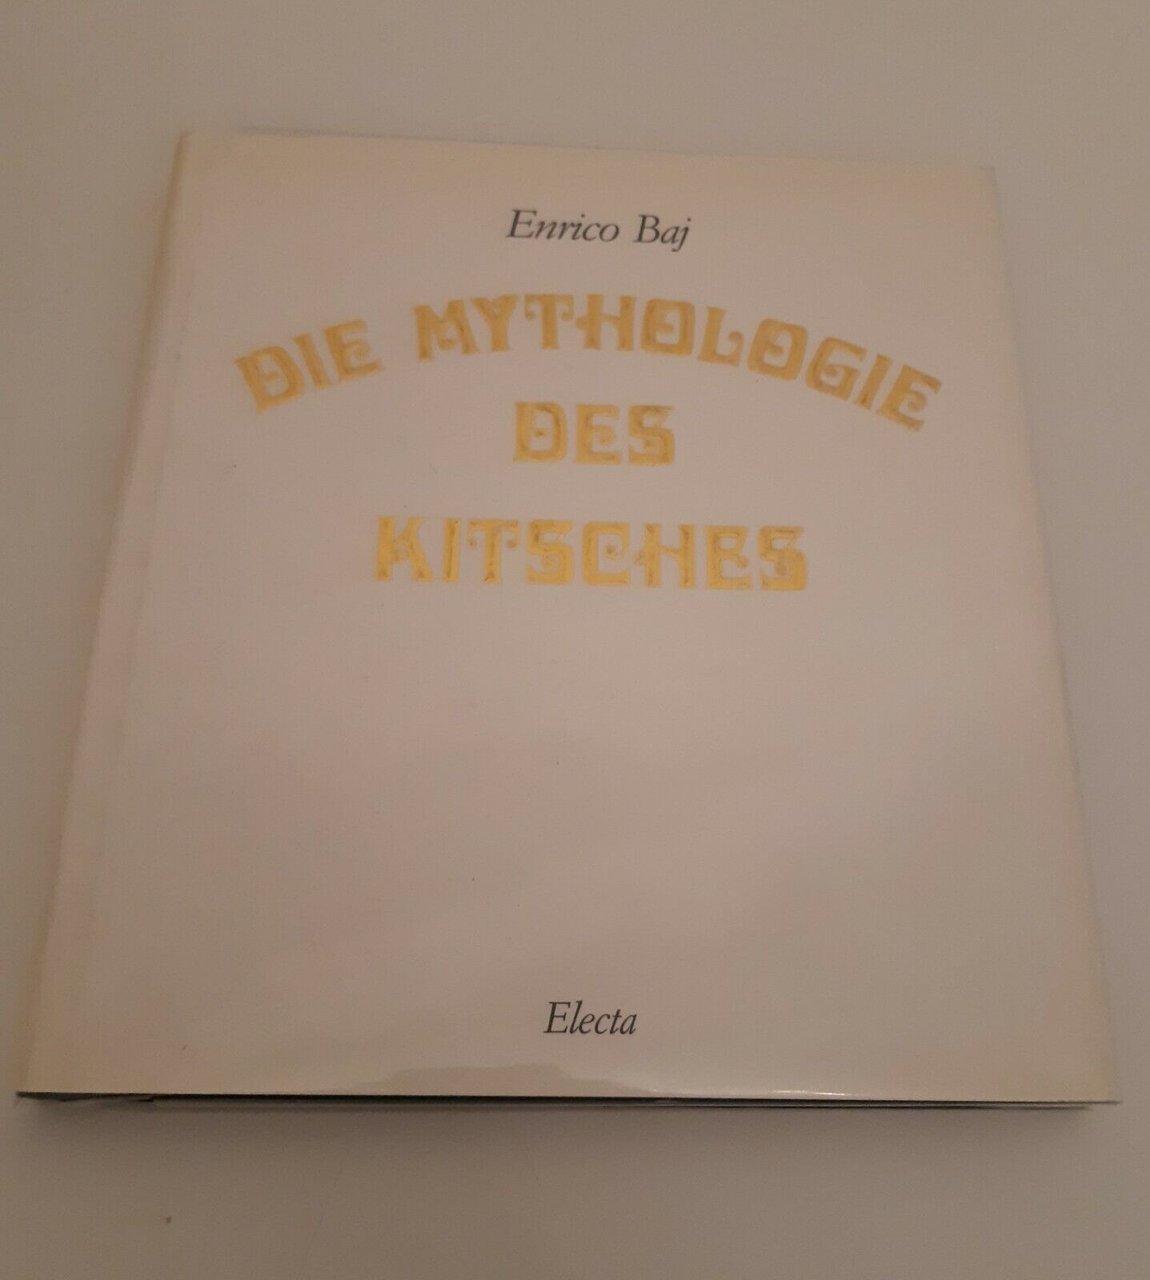 Enrico Baj
DIE MYTHOLOGIE
DES
KITSCHES
Electa